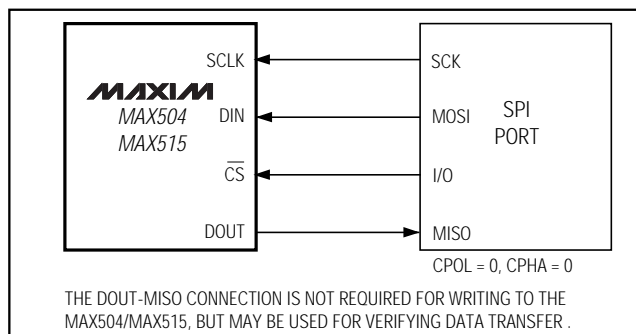 SCLK SCK
MAXIM
MAX504 DIN MOSI SPI
MAX515 PORT
CS I/O
DOUT MISO
CPOL = 0, CPHA = 0
THE DOUT-MISO CONNECTION IS NOT REQUIRED FOR WRITING TO THE
MAX504/MAX515, BUT MAY BE USED FOR VERIFYING DATA TRANSFER .